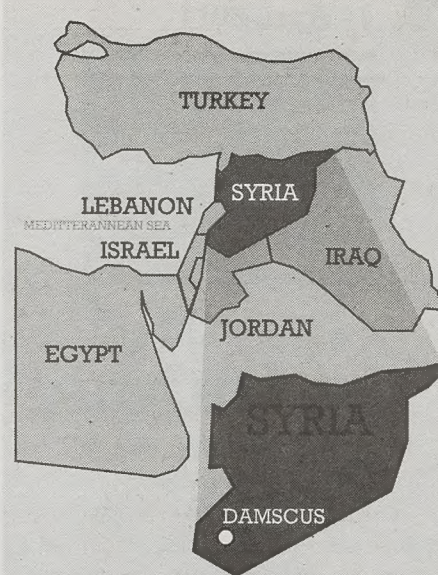 TURKEY
SYRIA
LEBANON
MEDITTERANNEAN SEA
ISRAEL
IRAQ
JORDAN
EGYPT
SYRIA
DAMSCUS